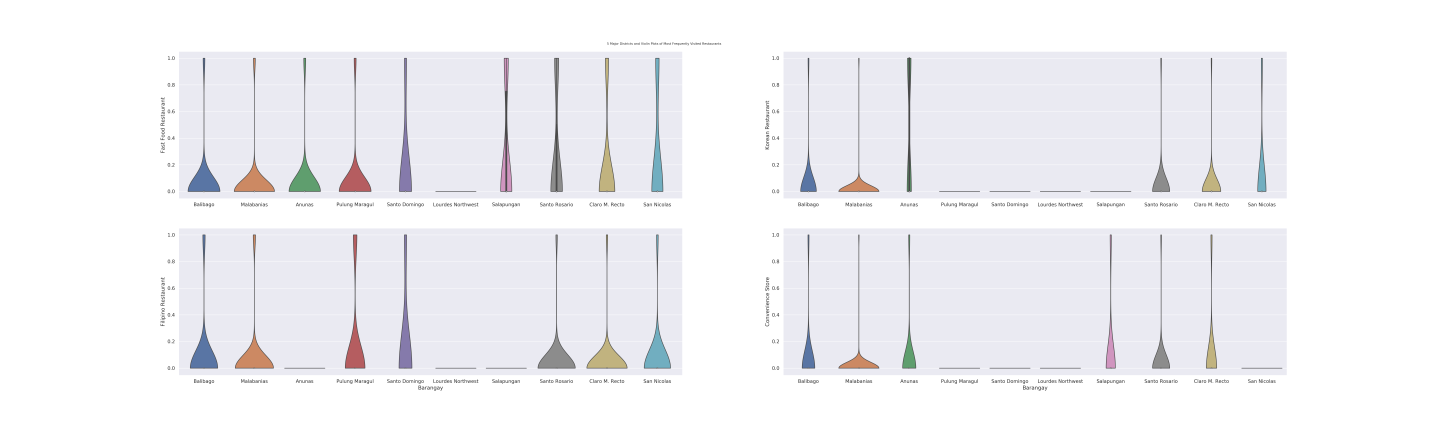 5 Major Districts and Violin Plots of Most Frequently Visited Restaurants
Fast Food Restaurant
1.0
0.8
0.6
0.4
0.2
0.0
Balibago Malabanias Anunas Pulung Maragul Santo Domingo Lourdes Northwest Salapungan Santo Rosario Claro M. Recto San Nicolas
Korean Restaurant
1.0
0.8
0.6
0.4
0.2
0.0
Balibago Malabanias Anunas Pulung Maragul Santo Domingo Lourdes Northwest Salapungan Santo Rosario Claro M. Recto San Nicolas
Filipino Restaurant
1.0
0.8
0.6
0.4
0.2
0.0
Balibago Malabanias Anunas Pulung Maragul Santo Domingo Lourdes Northwest Salapungan Santo Rosario Claro M. Recto San Nicolas
Barangay
Convenience Store
1.0
0.8
0.6
0.4
0.2
0.0
Balibago Malabanias Anunas Pulung Maragul Santo Domingo Lourdes Northwest Salapungan Santo Rosario Claro M. Recto San Nicolas
Barangay